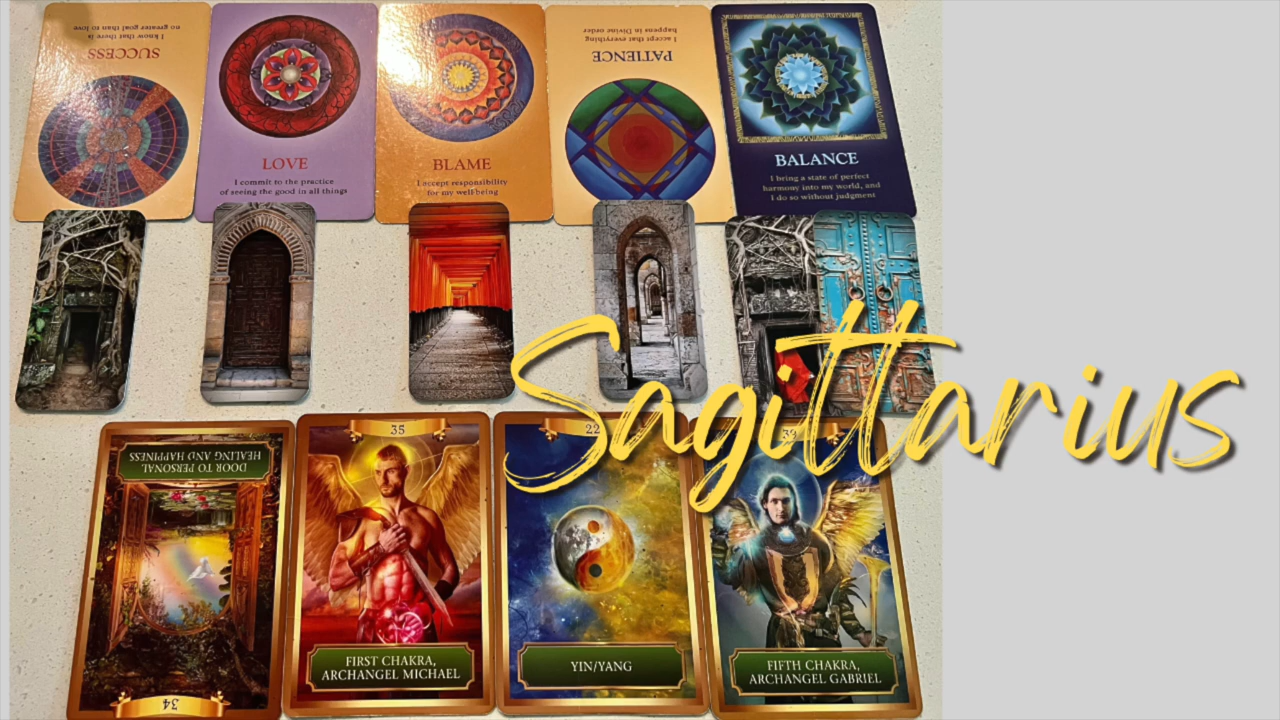 I know that there is
no greater goal than to love
SUCCESS
LOVE
I commit to the practice
of seeing the good in all things
BLAME
I accept responsibility
for my well-being
I accept that everything
happens in Divine order
PATIENCE
BALANCE
I bring a state of perfect
harmony into my world, and
I do so without judgment
Sagittarius
DOOR TO PERSONAL
HEALING AND HAPPINESS
34
35
FIRST CHAKRA,
ARCHANGEL MICHAEL
22
YIN/YANG
39
FIFTH CHAKRA,
ARCHANGEL GABRIEL